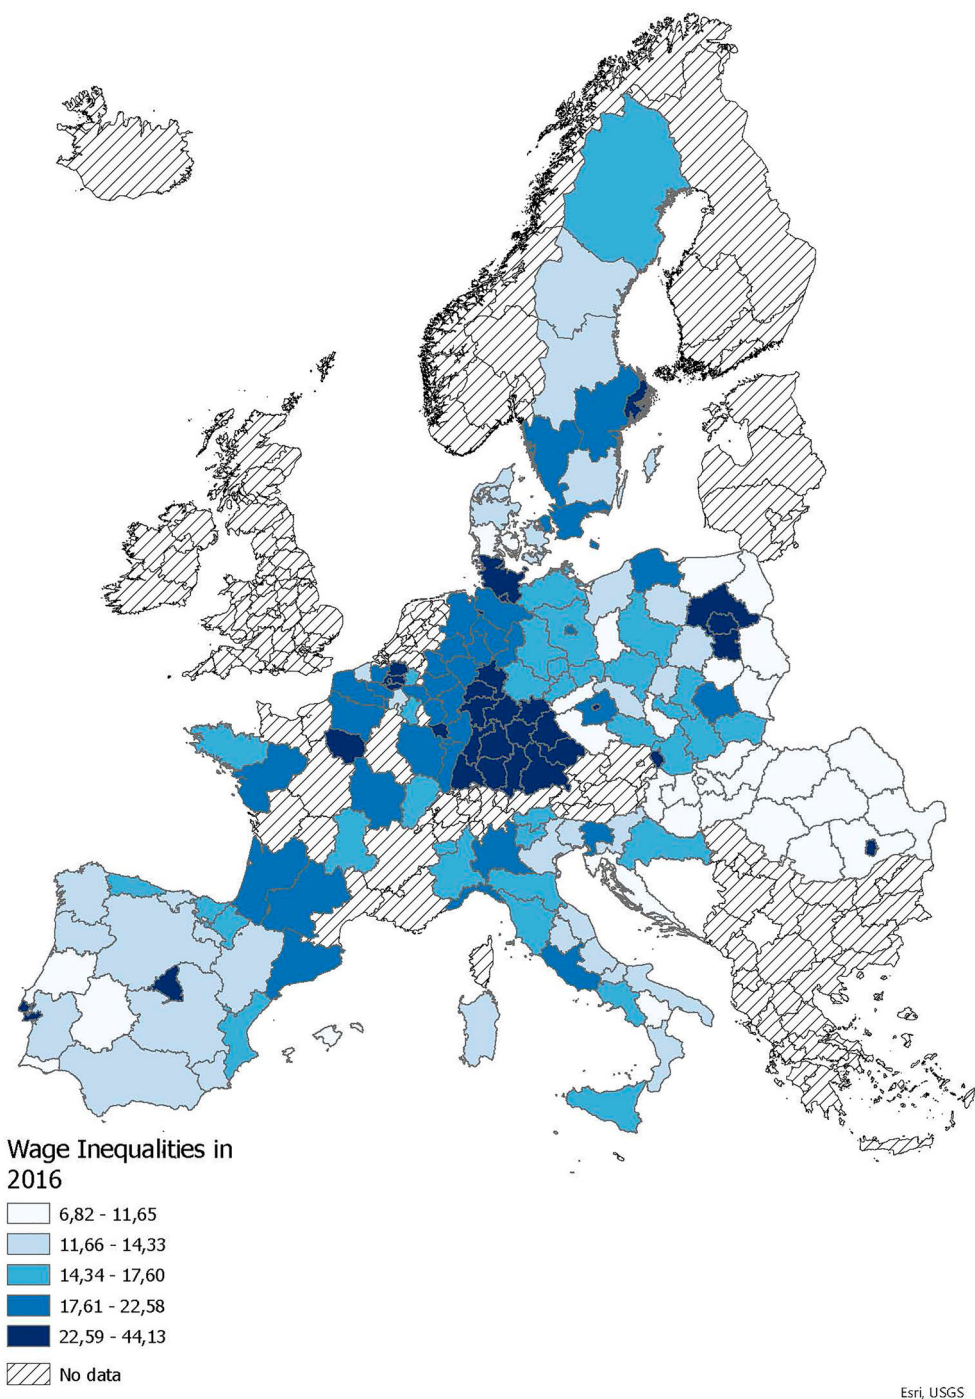 Wage Inequalities in
2016
6,82 - 11,65
11,66 - 14,33
14,34 - 17,60
17,61 - 22,58
22,59 - 44,13
No data
Esri, USGS